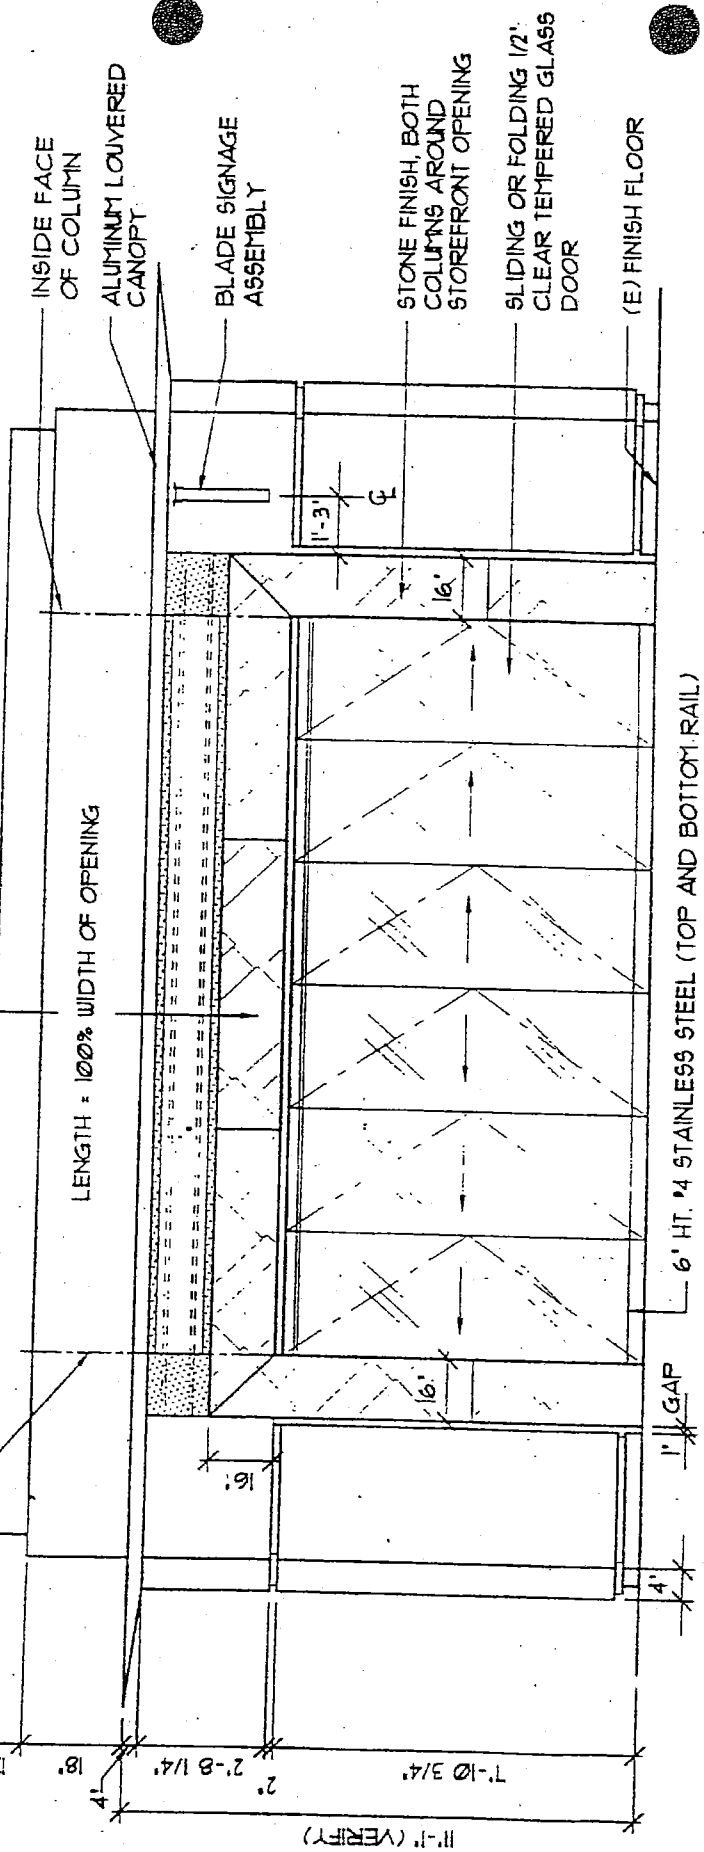 INSIDE FACE
OF COLUMN
ALUMINUM LOUVERED
CANOPY
BLADE SIGNAGE
ASSEMBLY
STONE FINISH, BOTH
COLUMNS AROUND
STOREFRONT OPENING
SLIDING OR FOLDING 1/2"
CLEAR TEMPERED GLASS
DOOR
(E) FINISH FLOOR
LENGTH = 100% WIDTH OF OPENING
1'-3"
CL
16"
16"
16"
6" HT. #4 STAINLESS STEEL (TOP AND BOTTOM RAIL)
1" GAP
4"
18"
4"
2'-8 1/4"
2"
7'-10 3/4"
11'-1" (VERIFY)